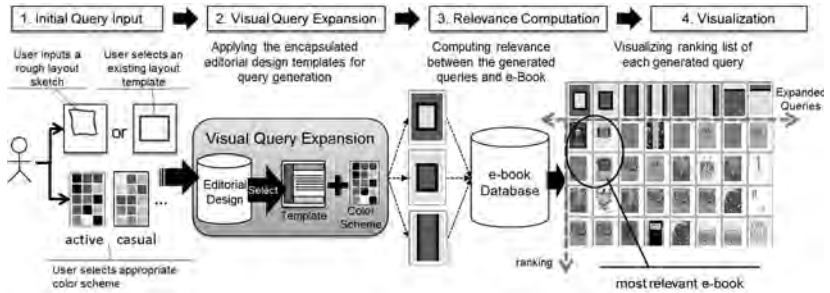 1. Initial Query Input
2. Visual Query Expansion
3. Relevance Computation
4. Visualization
User inputs a
rough layout
sketch
User selects an
existing layout
template
Applying the encapsulated
editorial design templates for
query generation
Computing relevance
between the generated
queries and e-Book
Visualizing ranking list of
each generated query
or
Visual Query Expansion
Editorial
Design
Select
Template
Color
Scheme
e-book
Database
Expanded
Queries
active
casual
...
User selects appropriate
color scheme
ranking
most relevant e-book